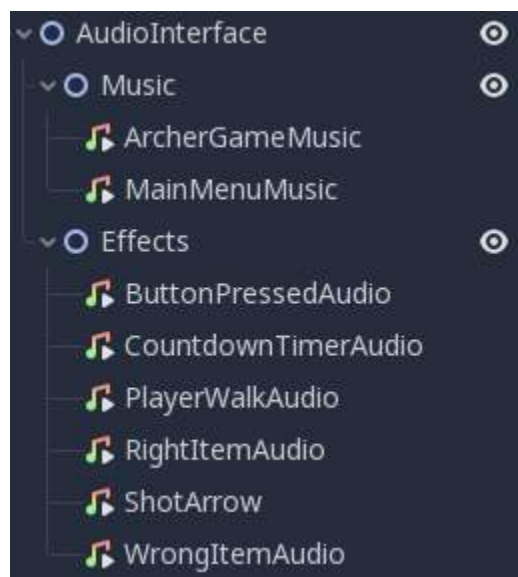 AudioInterface
Music
ArcherGameMusic
MainMenuMusic
Effects
ButtonPressedAudio
CountdownTimerAudio
PlayerWalkAudio
RightItemAudio
ShotArrow
WrongItemAudio